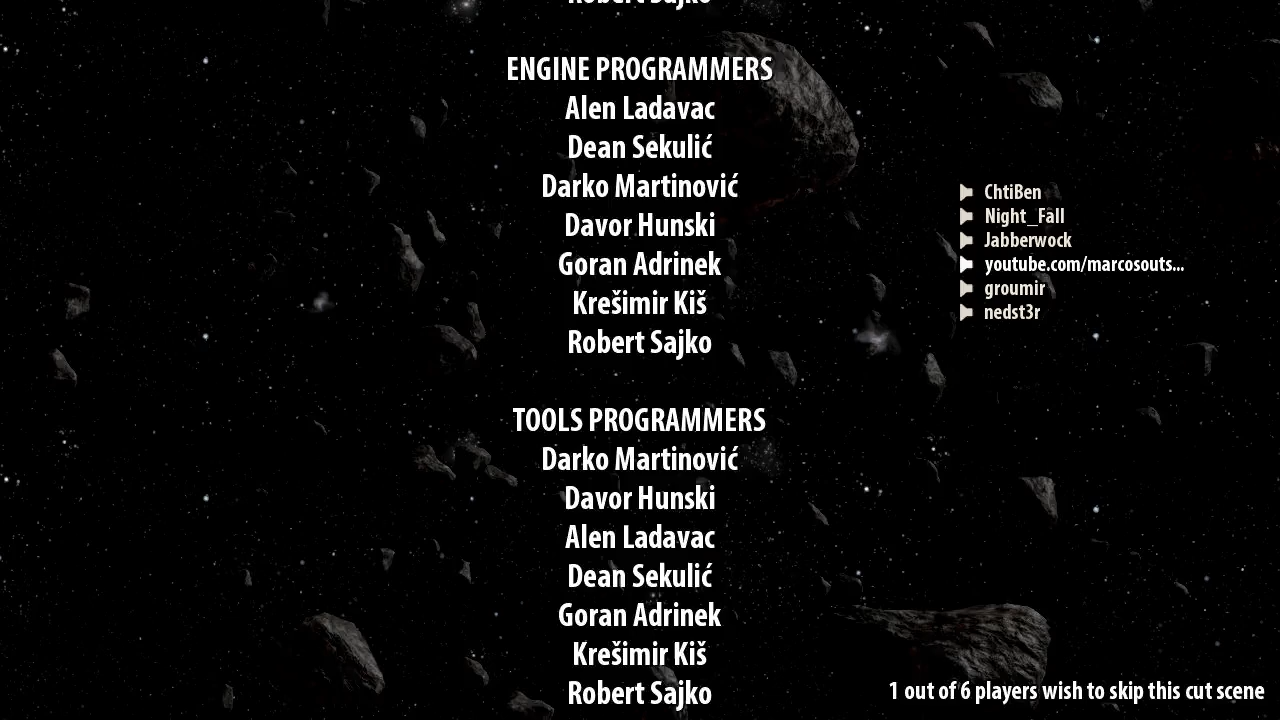 Robert Sajko
ENGINE PROGRAMMERS
Alen Ladavac
Dean Sekulić
Darko Martinović
Davor Hunski
Goran Adrinek
Krešimir Kiš
Robert Sajko
TOOLS PROGRAMMERS
Darko Martinović
Davor Hunski
Alen Ladavac
Dean Sekulić
Goran Adrinek
Krešimir Kiš
Robert Sajko
ChtiBen
Night_Fall
Jabberwock
youtube.com/marcosouts...
groumir
nedst3r
1 out of 6 players wish to skip this cut scene